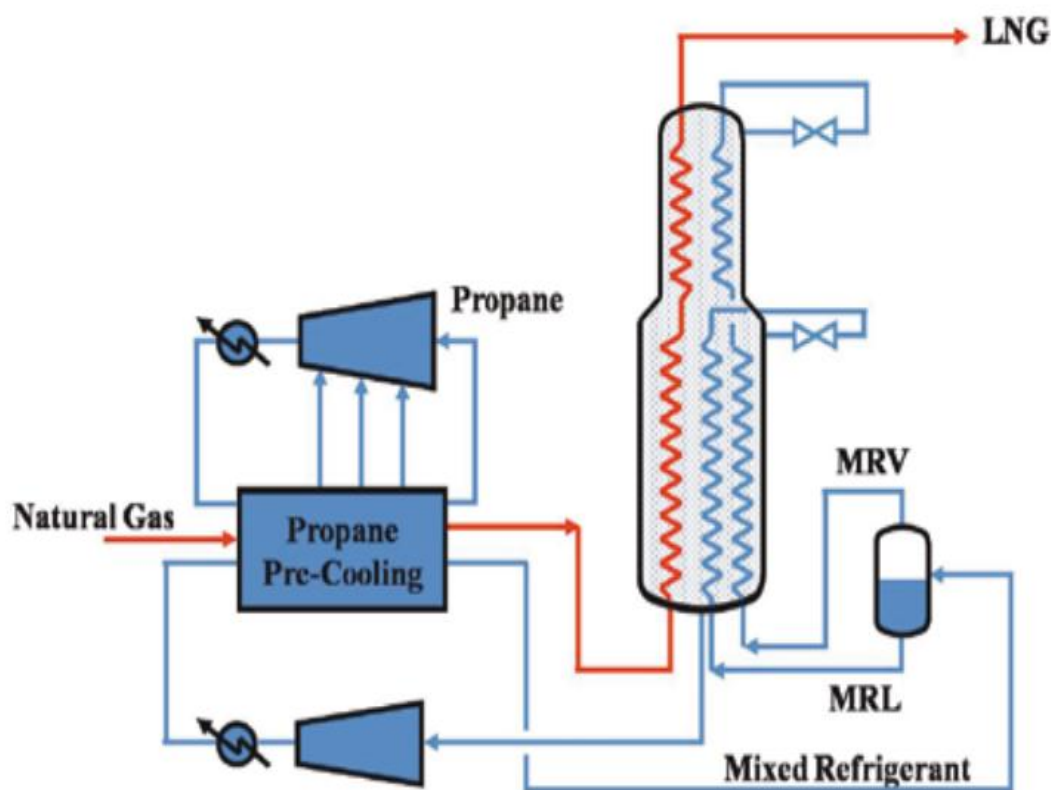 LNG
Propane
MRV
Natural Gas
Propane
Pre-Cooling
MRL
Mixed Refrigerant